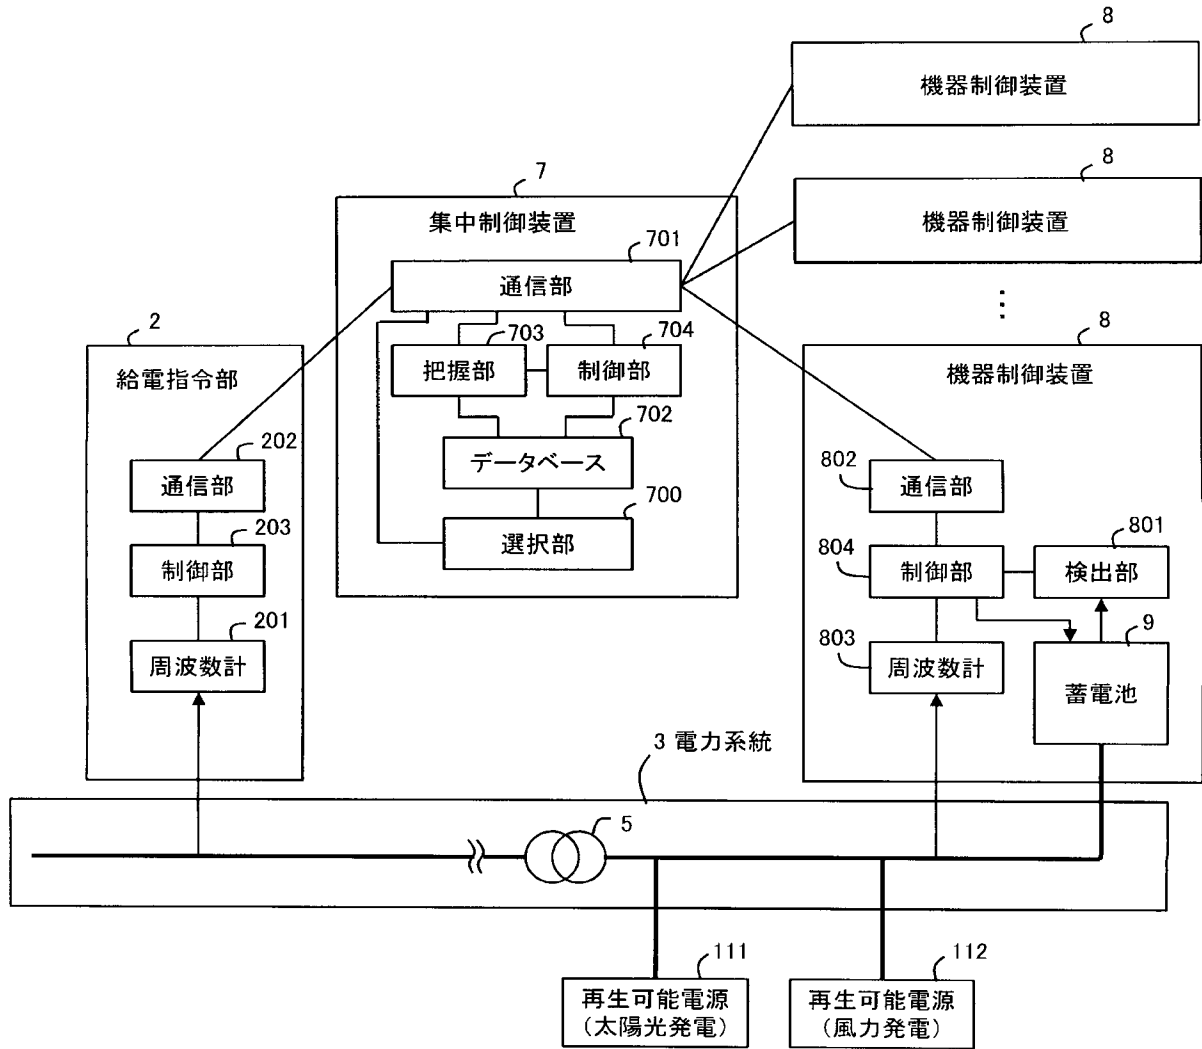 8
機器制御装置
8
機器制御装置
⋮
8
機器制御装置
802
通信部
804
制御部
801
検出部
803
周波数計
9
蓄電池
7
集中制御装置
701
通信部
703
把握部
704
制御部
702
データベース
700
選択部
2
給電指令部
202
通信部
203
制御部
201
周波数計
3 電力系統
5
111
再生可能電源
(太陽光発電)
112
再生可能電源
(風力発電)